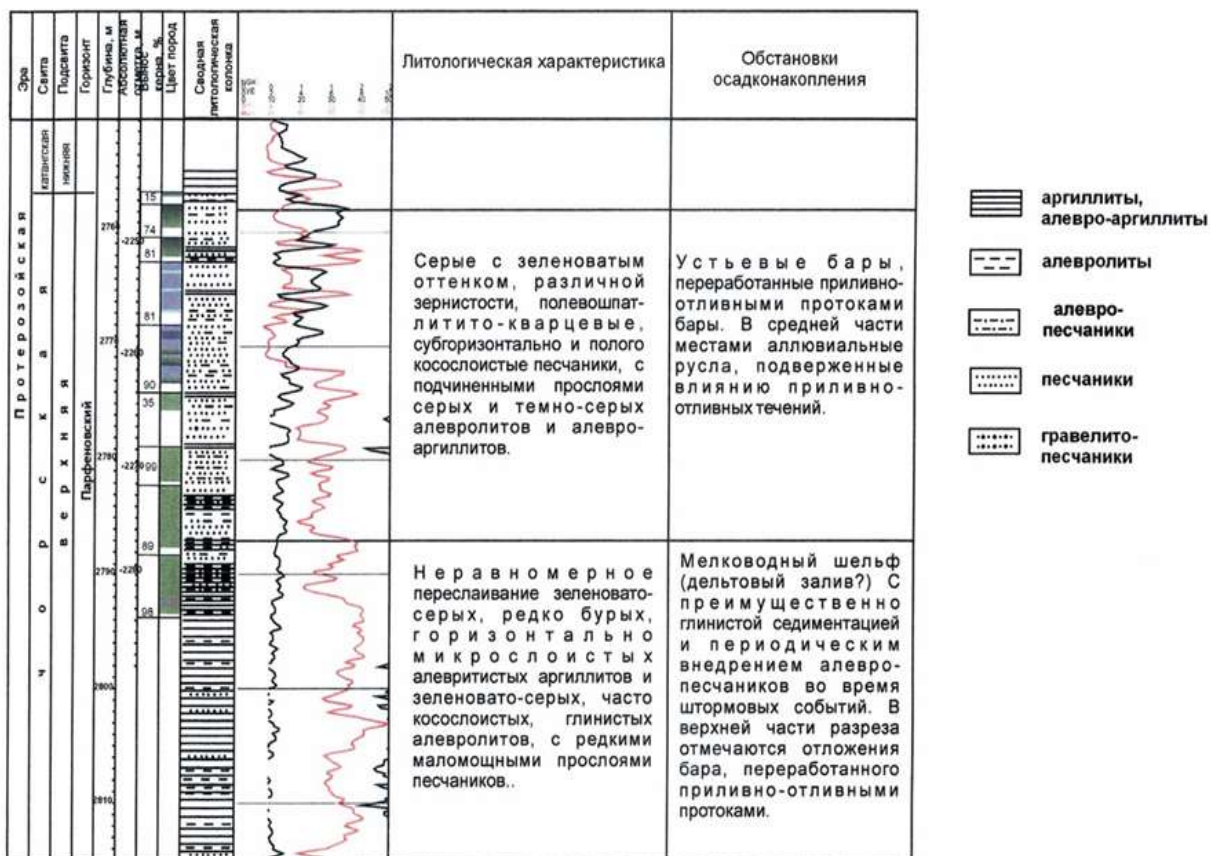 Эра
Свита
Подсвита
Горизонт
Глубина, м
Абсолютная отметка, м
Вынос керна, %
Цвет пород
Сводная литологическая колонка
Литологическая характеристика
Обстановки
осадконакопления
Протерозойская
катангская
нижняя
чорская
верхняя
Парфеновский
15
74
81
81
90
35
99
89
98
2760
2770
2780
2790
2800
2810
-2250
-2260
-2270
-2280
Серые с зеленоватым
оттенком, различной
зернистости, полевошпат-
литито-кварцевые,
субгоризонтально и полого
косослоистые песчаники, с
подчиненными прослоями
серых и темно-серых
алевролитов и алевро-
аргиллитов.
Устьевые бары,
переработанные приливно-
отливными протоками
бары. В средней части
местами аллювиальные
русла, подверженные
влиянию приливно-
отливных течений.
Неравномерное
переслаивание зеленовато-
серых, редко бурых,
горизонтально
микрослоистых
алевритистых аргиллитов и
зеленовато-серых, часто
косослоистых, глинистых
алевролитов, с редкими
маломощными прослоями
песчаников..
Мелководный шельф
(дельтовый залив?) С
преимущественно
глинистой седиментацией
и периодическим
внедрением алевро-
песчаников во время
штормовых событий. В
верхней части разреза
отмечаются отложения
бара, переработанного
приливно-отливными
протоками.
аргиллиты,
алевро-аргиллиты
алевролиты
алевро-
песчаники
песчаники
гравелито-
песчаники